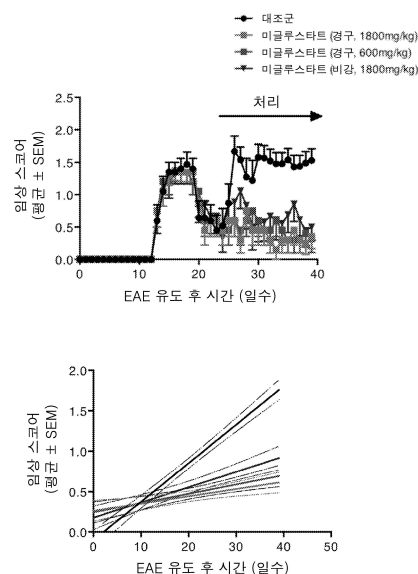 대조군
미글루스타트 (경구, 1800mg/kg)
미글루스타트 (경구, 600mg/kg)
미글루스타트 (비강, 1800mg/kg)
처리
임상 스코어
(평균 ± SEM)
2.5
2.0
1.5
1.0
0.5
0.0
0 10 20 30 40
EAE 유도 후 시간 (일수)
임상 스코어
(평균 ± SEM)
2.0
1.5
1.0
0.5
0.0
0 10 20 30 40 50
EAE 유도 후 시간 (일수)